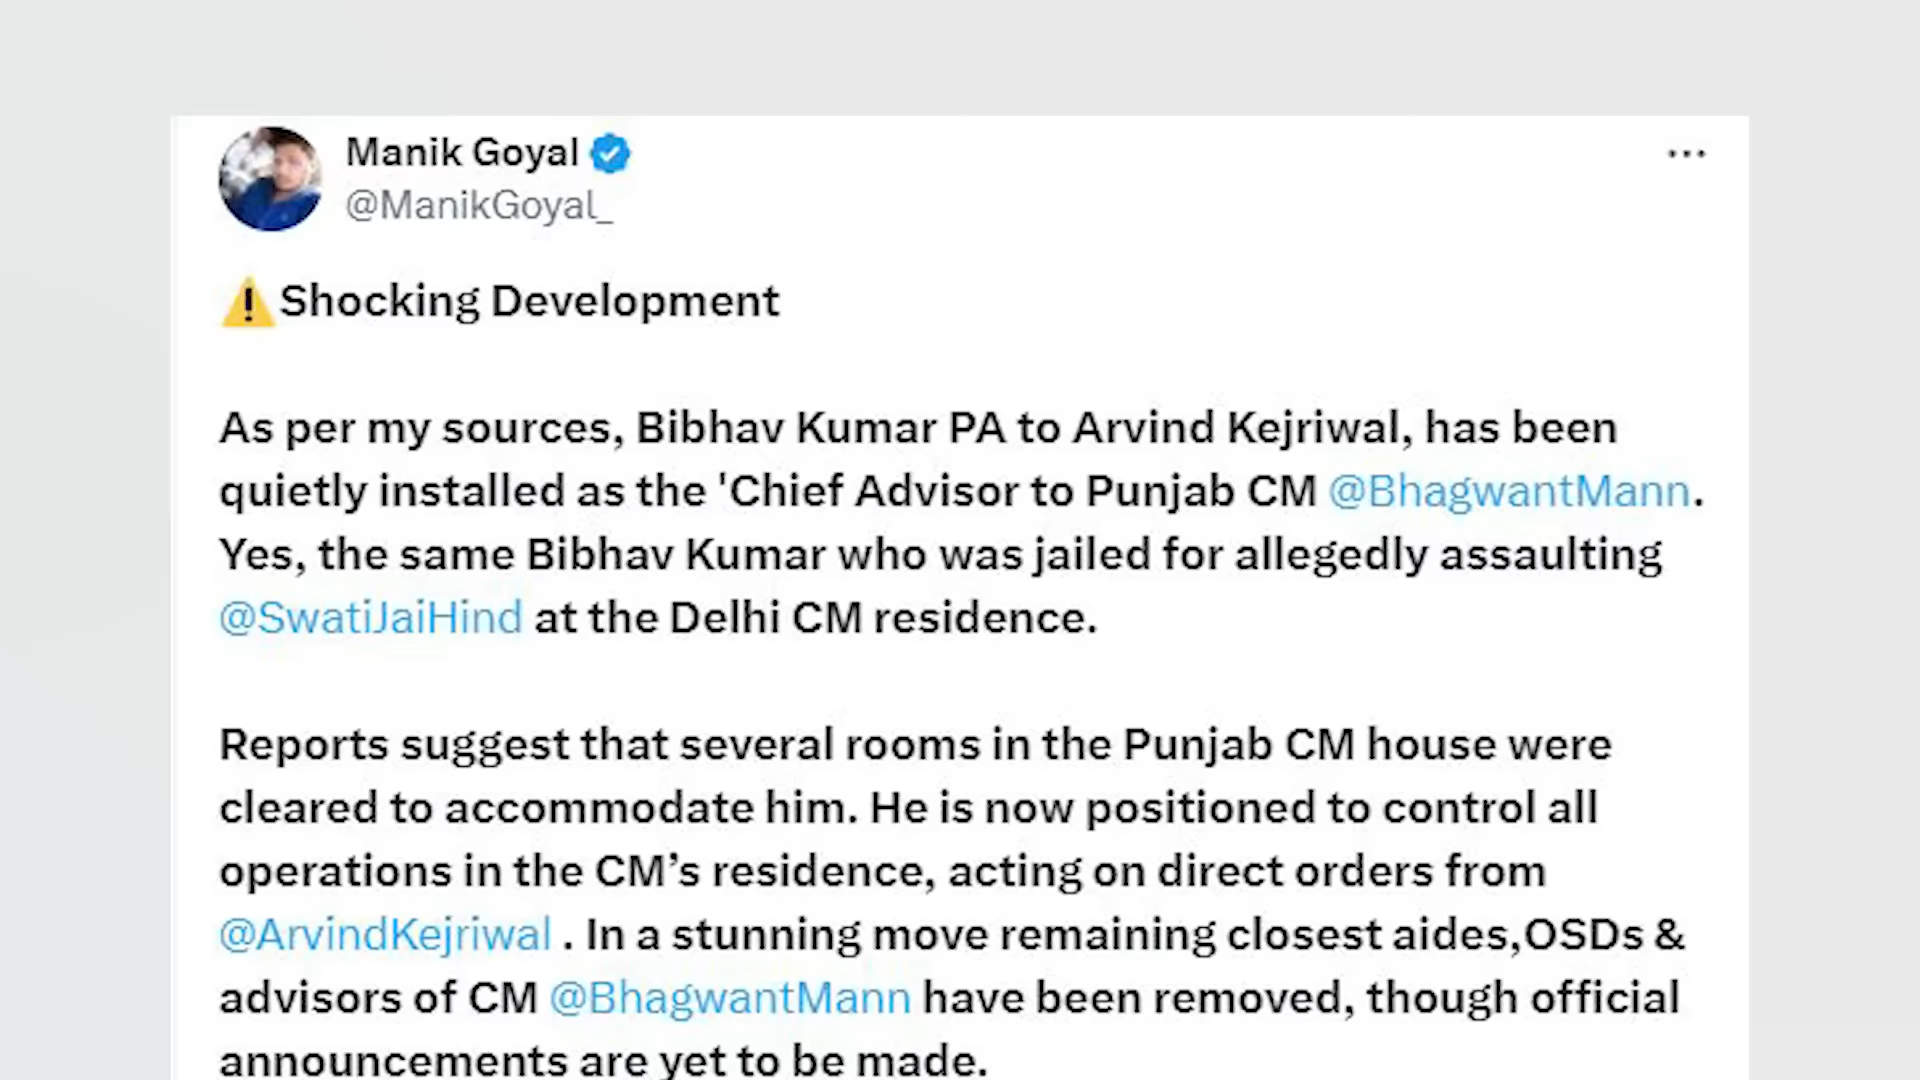 Manik Goyal
@ManikGoyal_
⚠️Shocking Development
As per my sources, Bibhav Kumar PA to Arvind Kejriwal, has been
quietly installed as the 'Chief Advisor to Punjab CM @BhagwantMann.
Yes, the same Bibhav Kumar who was jailed for allegedly assaulting
@SwatiJaiHind at the Delhi CM residence.
Reports suggest that several rooms in the Punjab CM house were
cleared to accommodate him. He is now positioned to control all
operations in the CM’s residence, acting on direct orders from
@ArvindKejriwal . In a stunning move remaining closest aides,OSDs &
advisors of CM @BhagwantMann have been removed, though official
announcements are yet to be made.